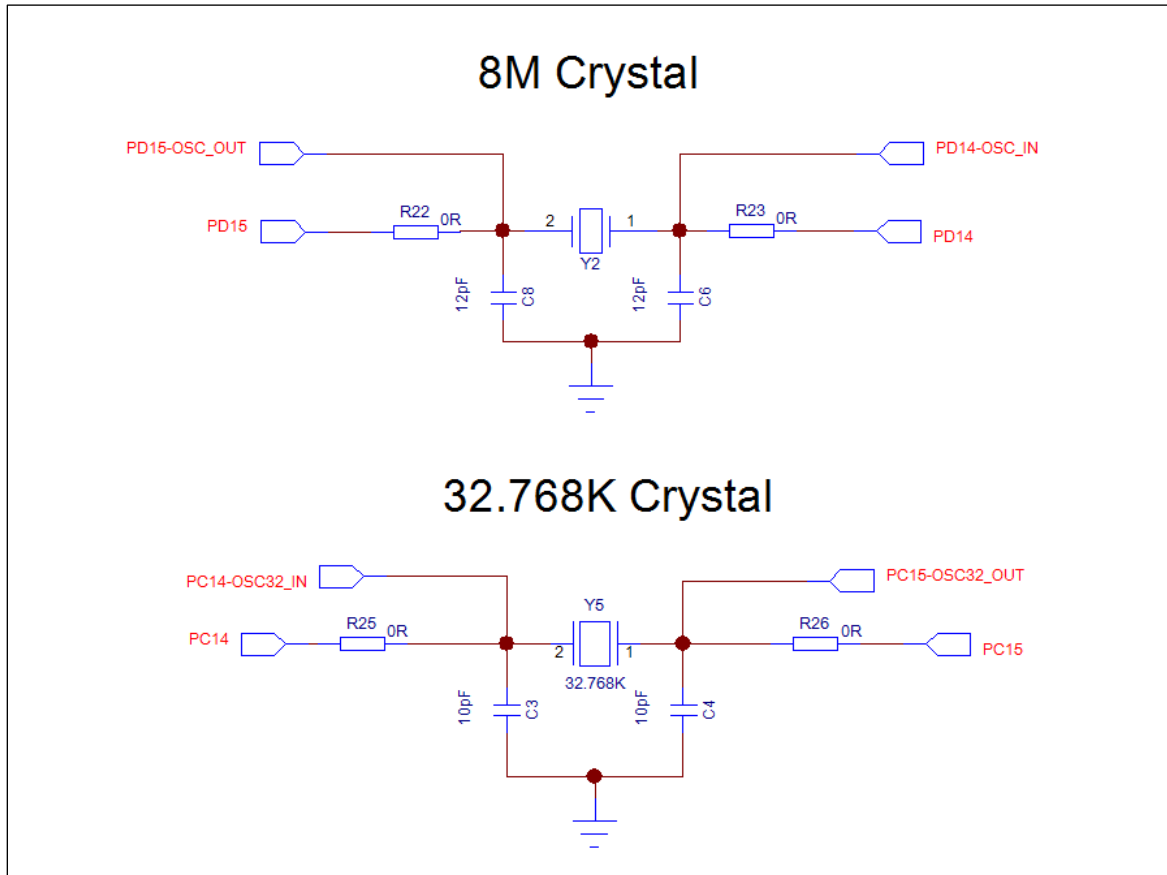 8M Crystal
PD15-OSC_OUT
PD14-OSC_IN
PD15
R22
0R
2
1
Y2
R23
0R
PD14
12pF
C8
12pF
C6
32.768K Crystal
PC14-OSC32_IN
PC15-OSC32_OUT
PC14
R25
0R
Y5
2
1
32.768K
R26
0R
PC15
10pF
C3
10pF
C4